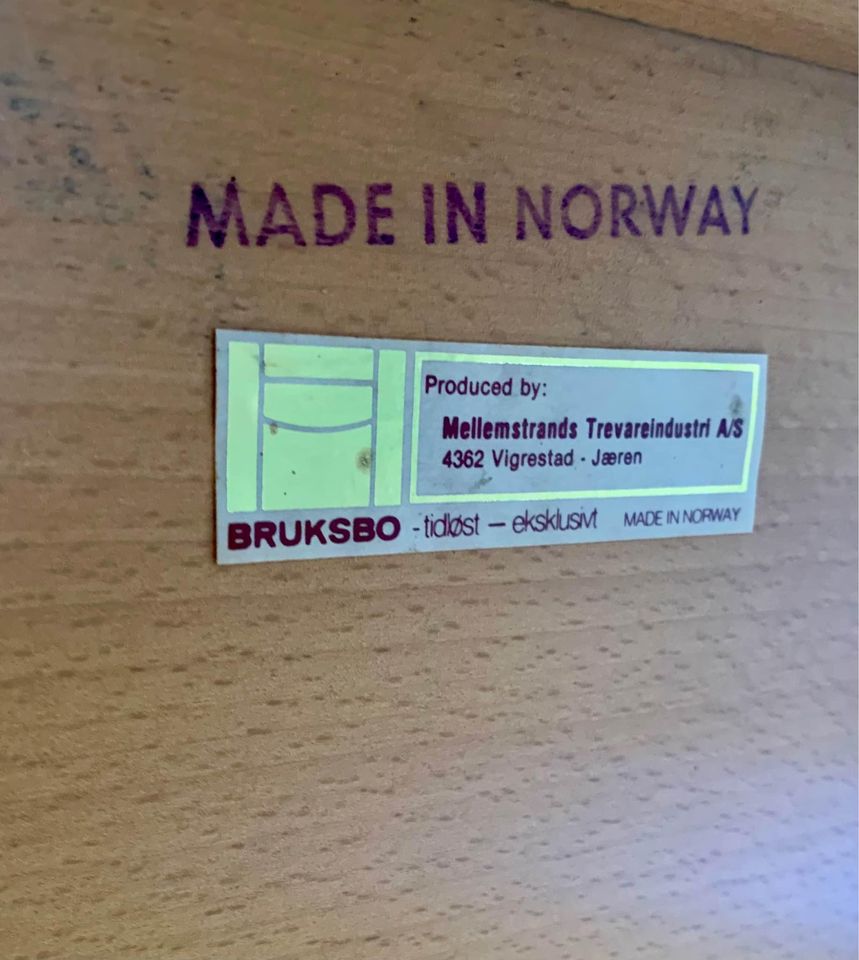 MADE IN NORWAY
Produced by:
Mellemstrands Trevareindustri A/S
4362 Vigrestad - Jæren
BRUKSBO - tidløst — eksklusivt MADE IN NORWAY